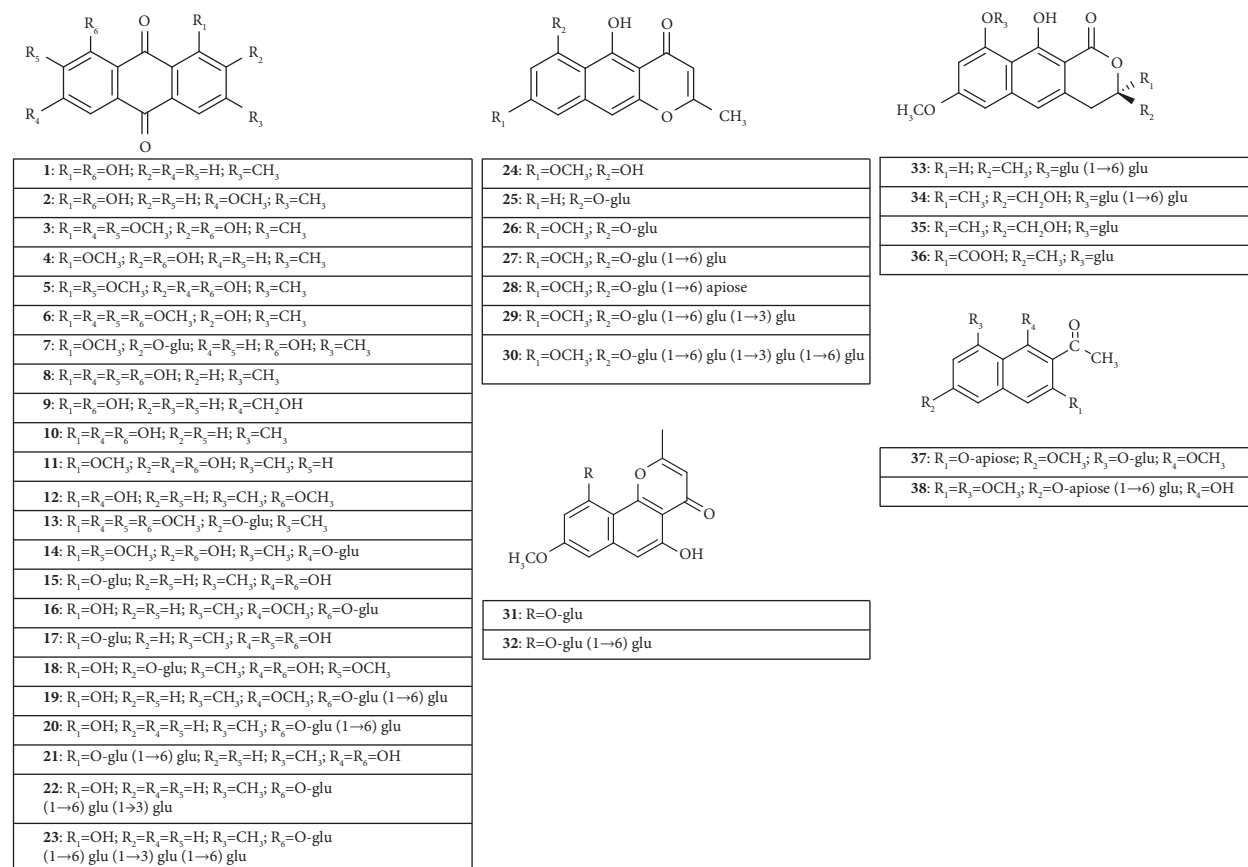 O
R₆
R₁
R₅
R₂
R₄
R₃
O
1: R₁=R₆=OH; R₂=R₄=R₅=H; R₃=CH₃
2: R₁=R₆=OH; R₂=R₅=H; R₄=OCH₃; R₃=CH₃
3: R₁=R₄=R₅=OCH₃; R₂=R₆=OH; R₃=CH₃
4: R₁=OCH₃; R₂=R₆=OH; R₄=R₅=H; R₃=CH₃
5: R₁=R₅=OCH₃; R₂=R₄=R₆=OH; R₃=CH₃
6: R₁=R₄=R₅=R₆=OCH₃; R₂=OH; R₃=CH₃
7: R₁=OCH₃; R₂=O-glu; R₄=R₅=H; R₆=OH; R₃=CH₃
8: R₁=R₄=R₅=R₆=OH; R₂=H; R₃=CH₃
9: R₁=R₆=OH; R₂=R₃=R₅=H; R₄=CH₂OH
10: R₁=R₄=R₆=OH; R₂=R₅=H; R₃=CH₃
11: R₁=OCH₃; R₂=R₄=R₆=OH; R₃=CH₃; R₅=H
12: R₁=R₄=OH; R₂=R₅=H; R₃=CH₃; R₆=OCH₃
13: R₁=R₄=R₅=R₆=OCH₃; R₂=O-glu; R₃=CH₃
14: R₁=R₅=OCH₃; R₂=R₆=OH; R₃=CH₃; R₄=O-glu
15: R₁=O-glu; R₂=R₅=H; R₃=CH₃; R₄=R₆=OH
16: R₁=OH; R₂=R₅=H; R₃=CH₃; R₄=OCH₃; R₆=O-glu
17: R₁=O-glu; R₂=H; R₃=CH₃; R₄=R₅=R₆=OH
18: R₁=OH; R₂=O-glu; R₃=CH₃; R₄=R₆=OH; R₅=OCH₃
19: R₁=OH; R₂=R₅=H; R₃=CH₃; R₄=OCH₃; R₆=O-glu (1→6) glu
20: R₁=OH; R₂=R₄=R₅=H; R₃=CH₃; R₆=O-glu (1→6) glu
21: R₁=O-glu (1→6) glu; R₂=R₅=H; R₃=CH₃; R₄=R₆=OH
22: R₁=OH; R₂=R₄=R₅=H; R₃=CH₃; R₆=O-glu
(1→6) glu (1→3) glu
23: R₁=OH; R₂=R₄=R₅=H; R₃=CH₃; R₆=O-glu
(1→6) glu (1→3) glu (1→6) glu
R₂
OH
O
R₁
O
CH₃
24: R₁=OCH₃; R₂=OH
25: R₁=H; R₂=O-glu
26: R₁=OCH₃; R₂=O-glu
27: R₁=OCH₃; R₂=O-glu (1→6) glu
28: R₁=OCH₃; R₂=O-glu (1→6) apiose
29: R₁=OCH₃; R₂=O-glu (1→6) glu (1→3) glu
30: R₁=OCH₃; R₂=O-glu (1→6) glu (1→3) glu (1→6) glu
R
O
O
H₃CO
OH
31: R=O-glu
32: R=O-glu (1→6) glu
OR₃
OH
O
O
R₁
H₃CO
R₂
33: R₁=H; R₂=CH₃; R₃=glu (1→6) glu
34: R₁=CH₃; R₂=CH₂OH; R₃=glu (1→6) glu
35: R₁=CH₃; R₂=CH₂OH; R₃=glu
36: R₁=COOH; R₂=CH₃; R₃=glu
R₃
R₄
O
C
CH₃
R₂
R₁
37: R₁=O-apiose; R₂=OCH₃; R₃=O-glu; R₄=OCH₃
38: R₁=R₃=OCH₃; R₂=O-apiose (1→6) glu; R₄=OH